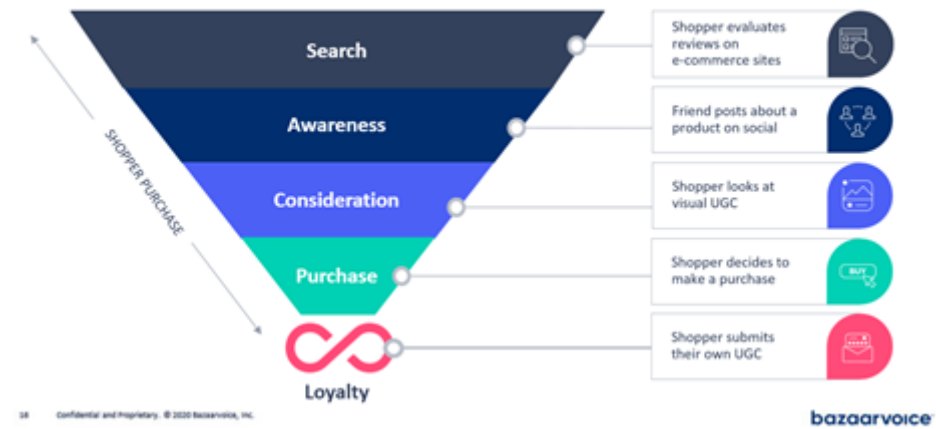 Search
Shopper evaluates
reviews on
e-commerce sites
Awareness
Friend posts about a
product on social
SHOPPER PURCHASE
Consideration
Shopper looks at
visual UGC
Purchase
Shopper decides to
make a purchase
BUY
Loyalty
Shopper submits
their own UGC
16 Confidential and Proprietary. © 2020 Bazaarvoice, Inc.
bazaarvoice